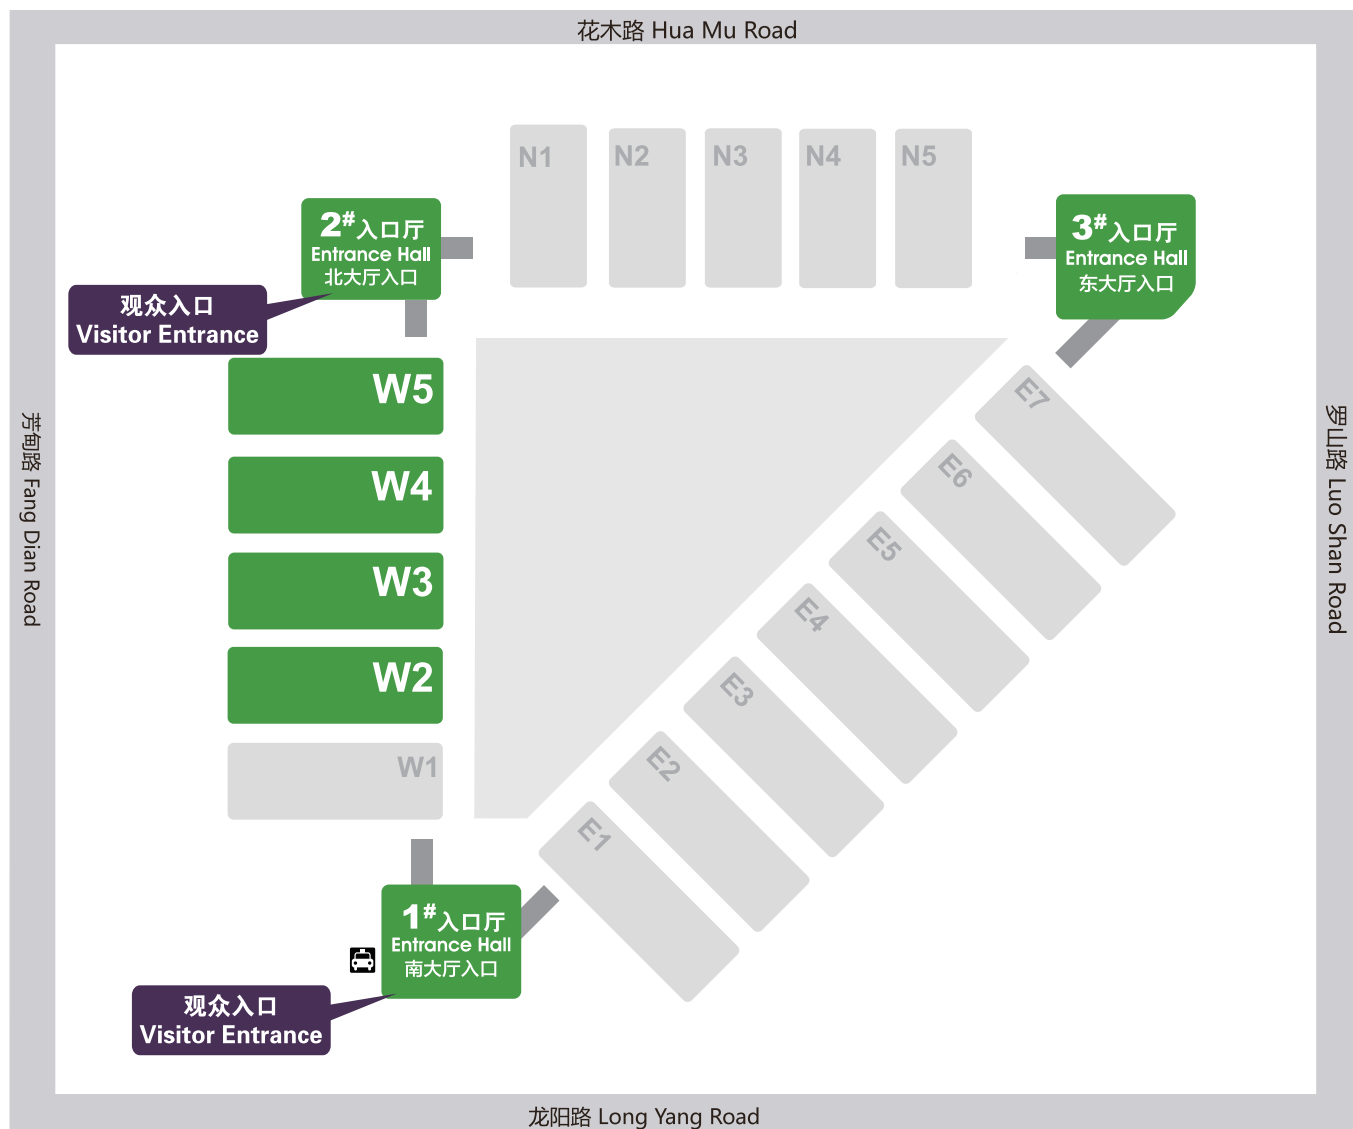 花木路 Hua Mu Road
N1
N2
N3
N4
N5
2#入口厅
Entrance Hall
北大厅入口
3#入口厅
Entrance Hall
东大厅入口
观众入口
Visitor Entrance
W5
W4
W3
W2
W1
E7
E6
E5
E4
E3
E2
E1
芳甸路 Fang Dian Road
罗山路 Luo Shan Road
1#入口厅
Entrance Hall
南大厅入口
观众入口
Visitor Entrance
龙阳路 Long Yang Road